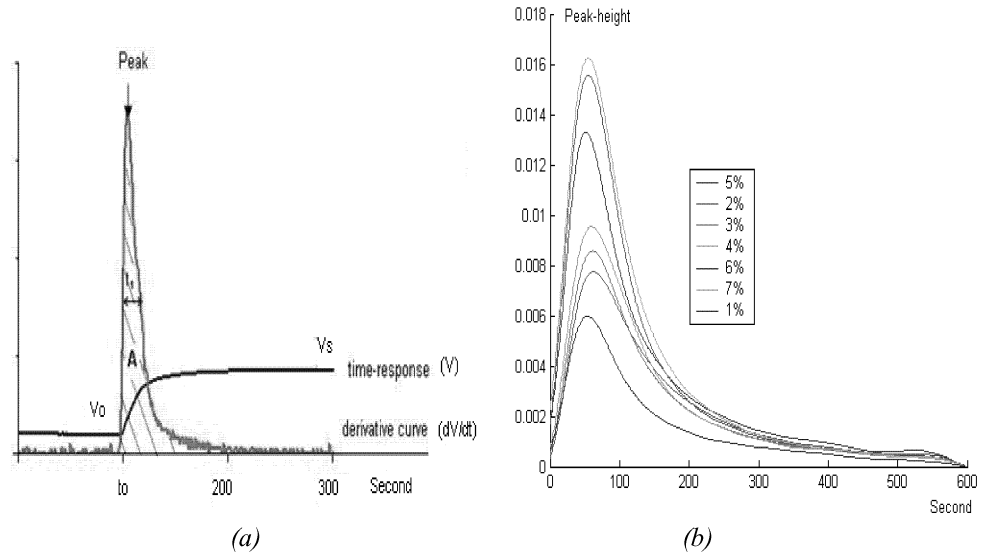 Peak
t₁
A
Vo
Vs
time-response (V)
derivative curve (dV/dt)
to
200
300
Second
(a)
0.018
0.016
0.014
0.012
0.01
0.008
0.006
0.004
0.002
0
Peak-height
5%
2%
3%
4%
6%
7%
1%
0
100
200
300
400
500
600
Second
(b)